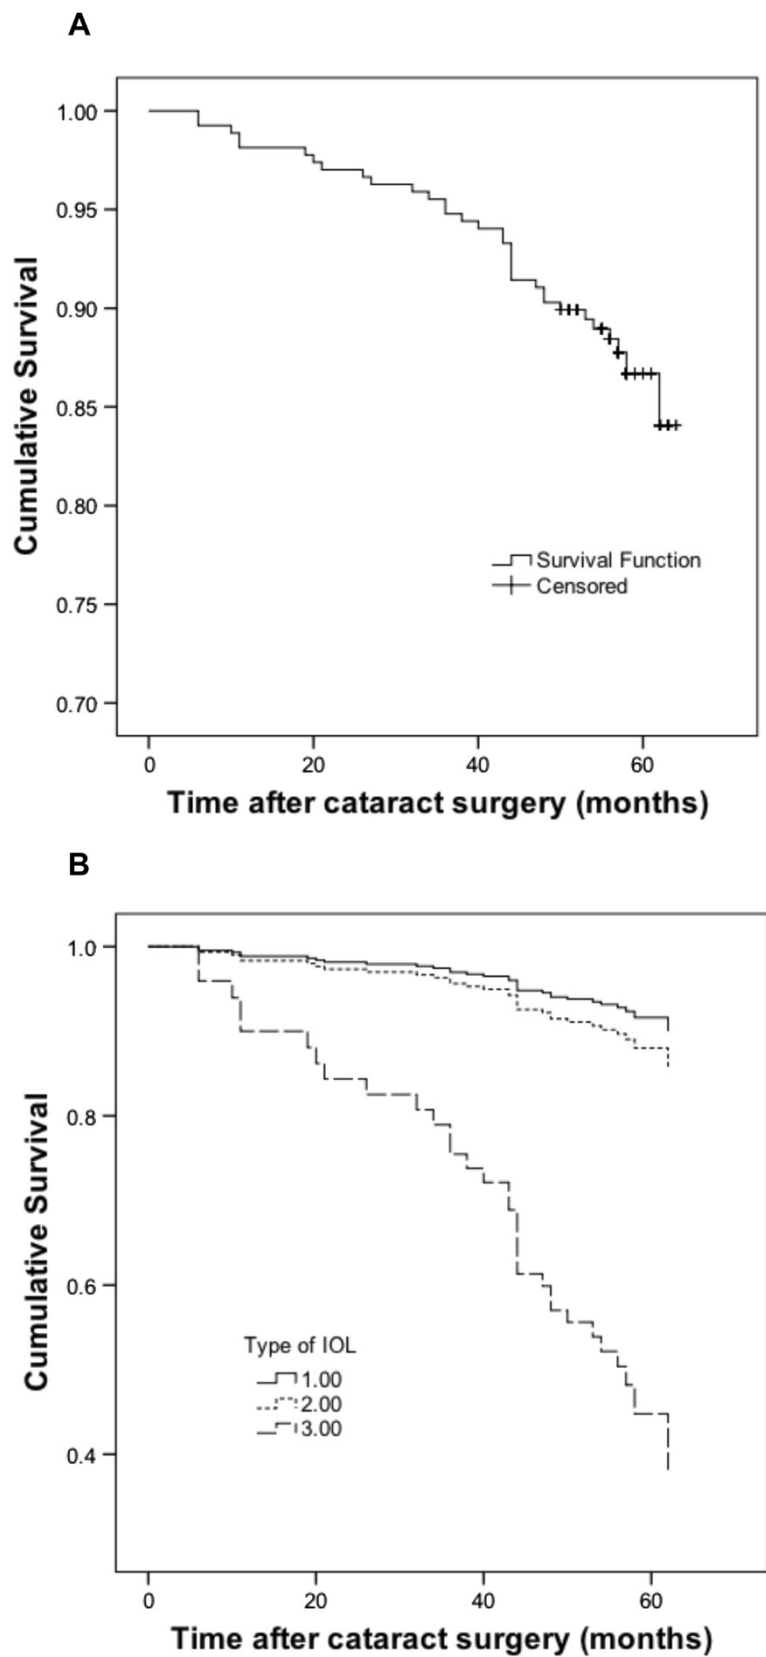 A
1.00
0.95
0.90
0.85
0.80
0.75
0.70
Cumulative Survival
Survival Function
Censored
0 20 40 60
Time after cataract surgery (months)
B
1.0
0.8
0.6
0.4
Cumulative Survival
Type of IOL
1.00
2.00
3.00
0 20 40 60
Time after cataract surgery (months)